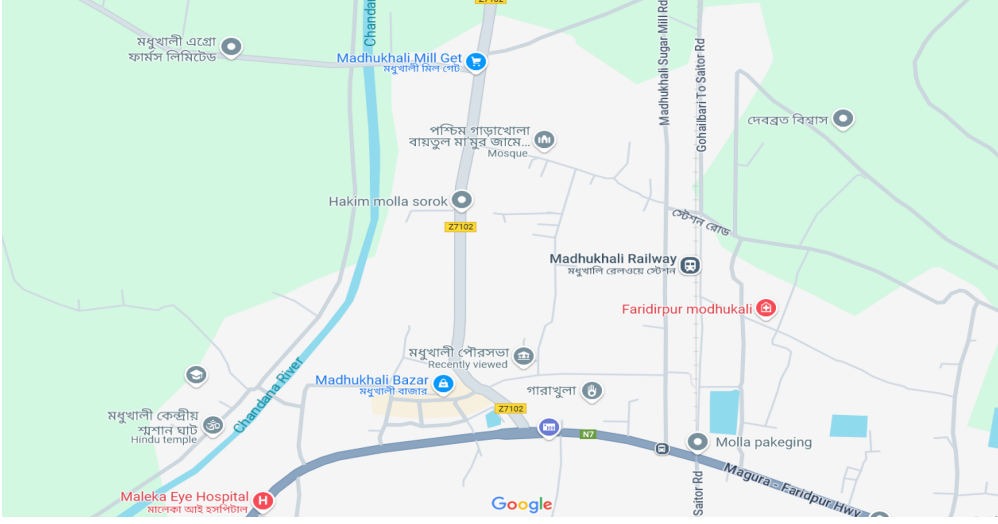 Z7102
Chandana
মধুখালী এগ্রো
ফার্মস লিমিটেড
Madhukhali Mill Get
মধুখালী মিল গেট
Madhukhali Sugar Mill Rd
Gohailbari To Saitor Rd
দেবব্রত বিশ্বাস
পশ্চিম গাড়াখোলা
বায়তুল মা'মুর জামে...
Mosque
Hakim molla sorok
Z7102
স্টেশন রোড
Madhukhali Railway
মধুখালি রেলওয়ে স্টেশন
Faridirpur modhukali
মধুখালী পৌরসভা
Recently viewed
Madhukhali Bazar
মধুখালী বাজার
গারাখুলা
Chandana River
Z7102
মধুখালী কেন্দ্রীয়
শ্মশান ঘাট
Hindu temple
N7
Molla pakeging
Magura - Faridpur Hwy
Saitor Rd
Maleka Eye Hospital
মালেকা আই হসপিটাল
H
Google